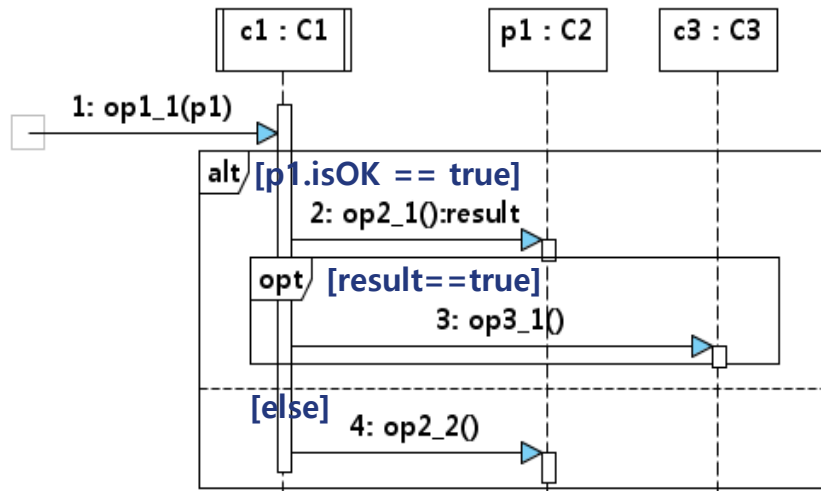 c1 : C1
p1 : C2
c3 : C3
1: op1_1(p1)
alt
[p1.isOK == true]
2: op2_1():result
opt
[result==true]
3: op3_1()
[else]
4: op2_2()